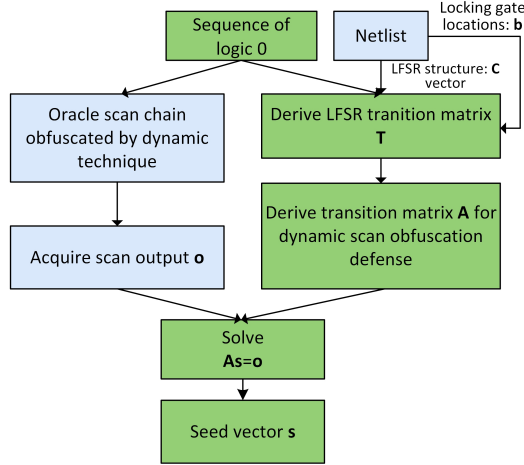 Locking gate
locations: b
Sequence of
logic 0
Netlist
LFSR structure: C
vector
Oracle scan chain
obfuscated by dynamic
technique
Derive LFSR tranition matrix
T
Acquire scan output o
Derive transition matrix A for
dynamic scan obfuscation
defense
Solve
As=o
Seed vector s